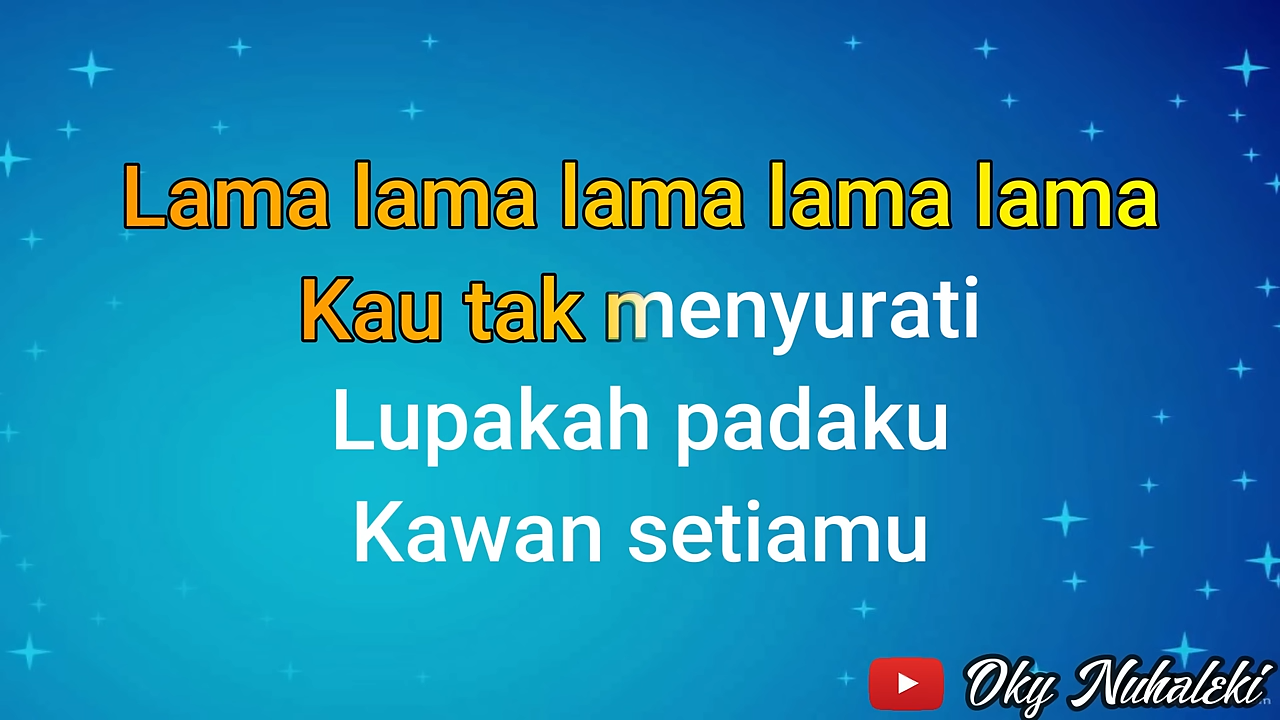 Lama lama lama lama lama
Kau tak menyurati
Lupakah padaku
Kawan setiamu
Oky Nuhaleki